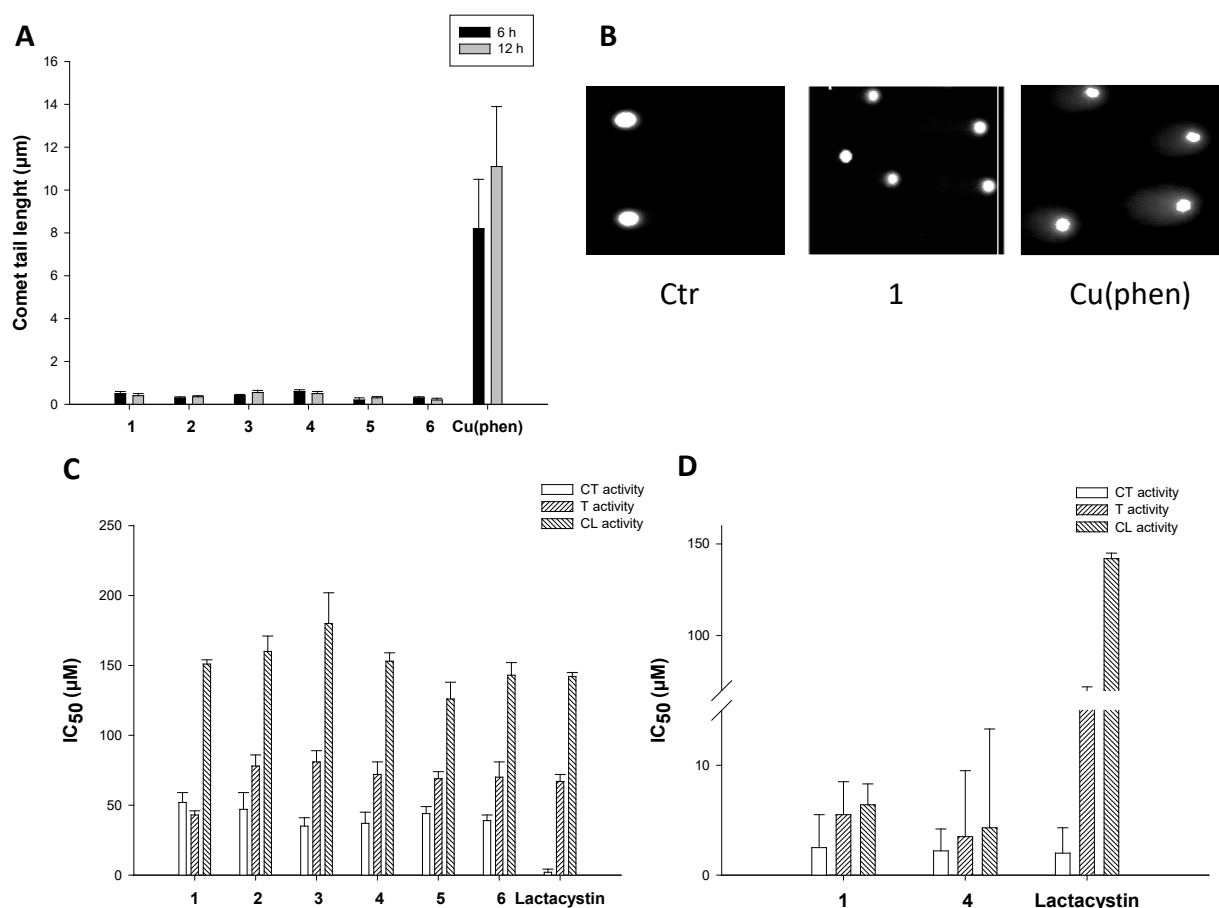 A
6 h
12 h
Comet tail lenght (µm)
16
14
12
10
8
6
4
2
0
1 2 3 4 5 6 Cu(phen)
B
Ctr 1 Cu(phen)
C
CT activity
T activity
CL activity
IC50 (µM)
250
200
150
100
50
0
1 2 3 4 5 6 Lactacystin
D
CT activity
T activity
CL activity
IC50 (µM)
150
100
10
0
1 4 Lactacystin